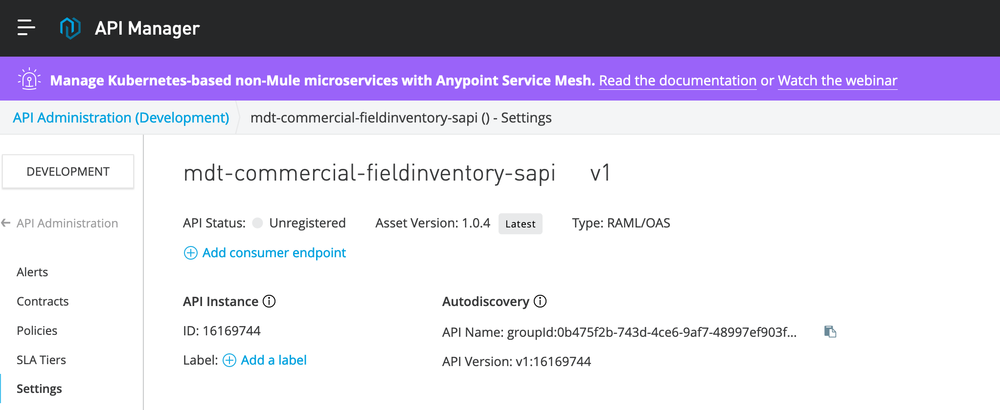 API Manager
Manage Kubernetes-based non-Mule microservices with Anypoint Service Mesh. Read the documentation or Watch the webinar
API Administration (Development) mdt-commercial-fieldinventory-sapi () - Settings
DEVELOPMENT
API Administration
Alerts
Contracts
Policies
SLA Tiers
Settings
mdt-commercial-fieldinventory-sapi v1
API Status: Unregistered Asset Version: 1.0.4 Latest Type: RAML/OAS
Add consumer endpoint
API Instance
ID: 16169744
Label: Add a label
Autodiscovery
API Name: groupId:0b475f2b-743d-4ce6-9af7-48997ef903f...
API Version: v1:16169744